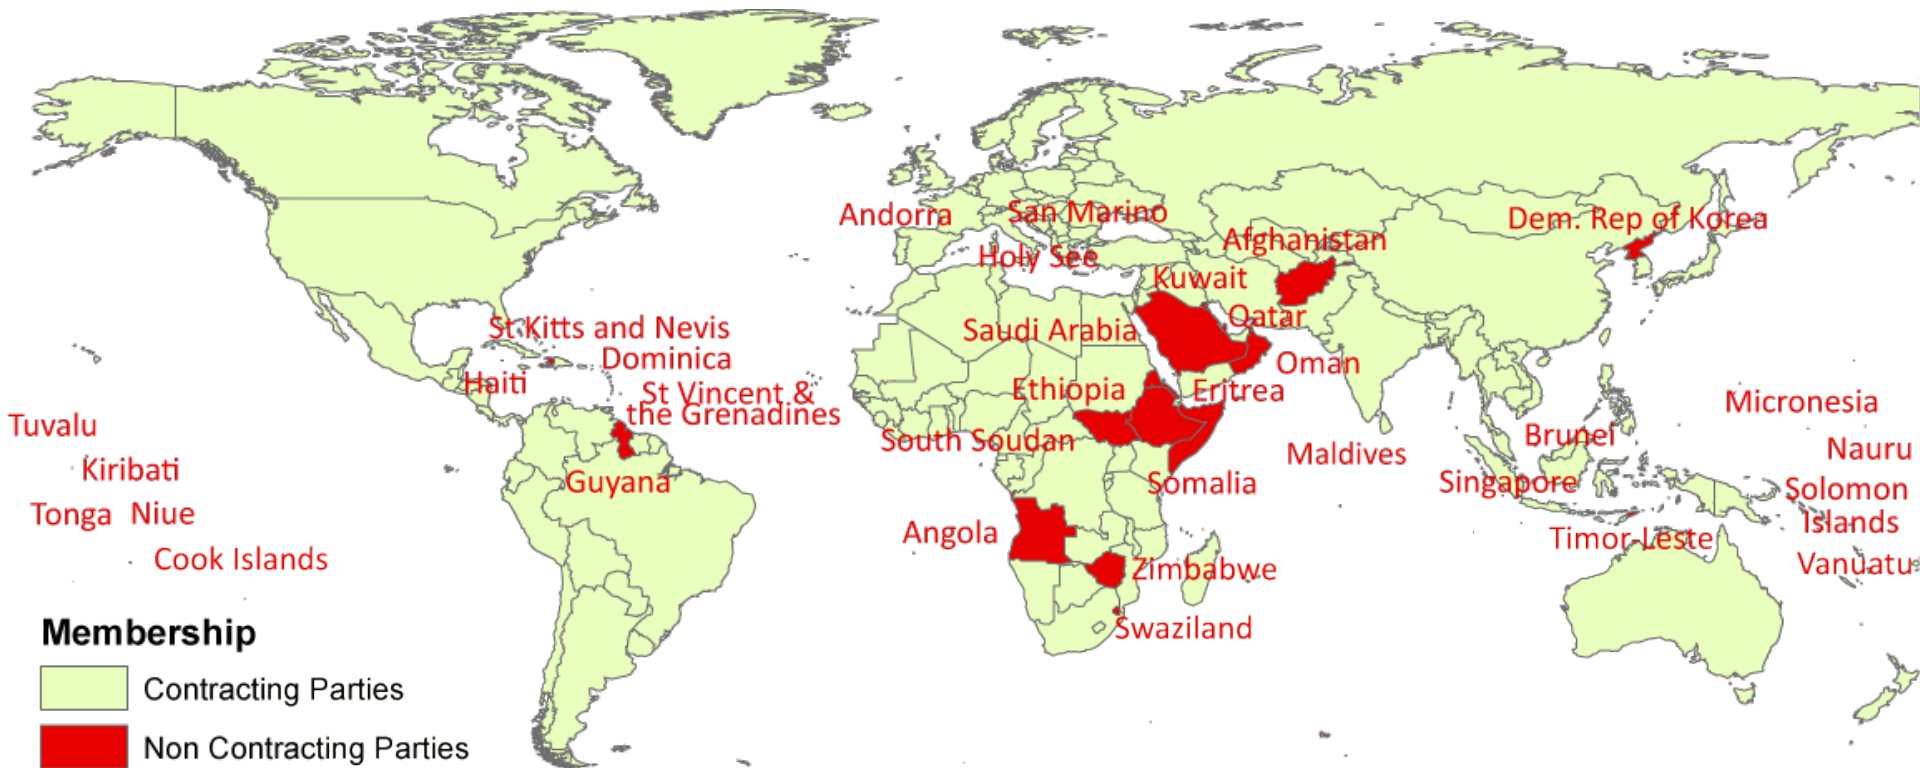 Andorra
San Marino
Dem. Rep of Korea
Afghanistan
Holy See
Kuwait
Qatar
St Kitts and Nevis
Saudi Arabia
Dominica
Oman
Haiti
St Vincent &
the Grenadines
Ethiopia
Eritrea
Micronesia
Tuvalu
South Soudan
Brunei
Nauru
Maldives
Kiribati
Guyana
Somalia
Singapore
Solomon
Islands
Tonga
Niue
Angola
Timor-Leste
Cook Islands
Zimbabwe
Vanuatu
Swaziland
Membership
Contracting Parties
Non Contracting Parties